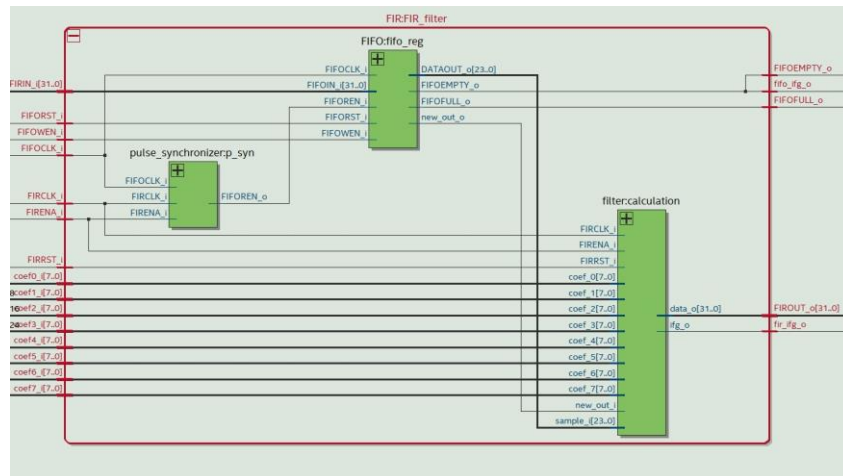 FIR:FIR_filter
FIFO:fifo_reg
FIFOCLK_i
FIFOIN_i[31..0]
FIFOREN_i
FIFORST_i
FIFOWEN_i
DATAOUT_o[23..0]
FIFOEMPTY_o
FIFOFULL_o
new_out_o
FIFOEMPTY_o
fifo_ifg_o
FIFOFULL_o
FIRIN_i[31..0]
FIFORST_i
FIFOWEN_i
FIFOCLK_i
pulse_synchronizer:p_syn
FIFOCLK_i
FIRCLK_i
FIRENA_i
FIFOREN_o
FIRCLK_i
FIRENA_i
FIRRST_i
coef0_i[7..0]
coef1_i[7..0]
coef2_i[7..0]
coef3_i[7..0]
coef4_i[7..0]
coef5_i[7..0]
coef6_i[7..0]
coef7_i[7..0]
8
16
24
filter:calculation
FIRCLK_i
FIRENA_i
FIRRST_i
coef_0[7..0]
coef_1[7..0]
coef_2[7..0]
coef_3[7..0]
coef_4[7..0]
coef_5[7..0]
coef_6[7..0]
coef_7[7..0]
new_out_i
sample_i[23..0]
data_o[31..0]
ifg_o
FIROUT_o[31..0]
fir_ifg_o